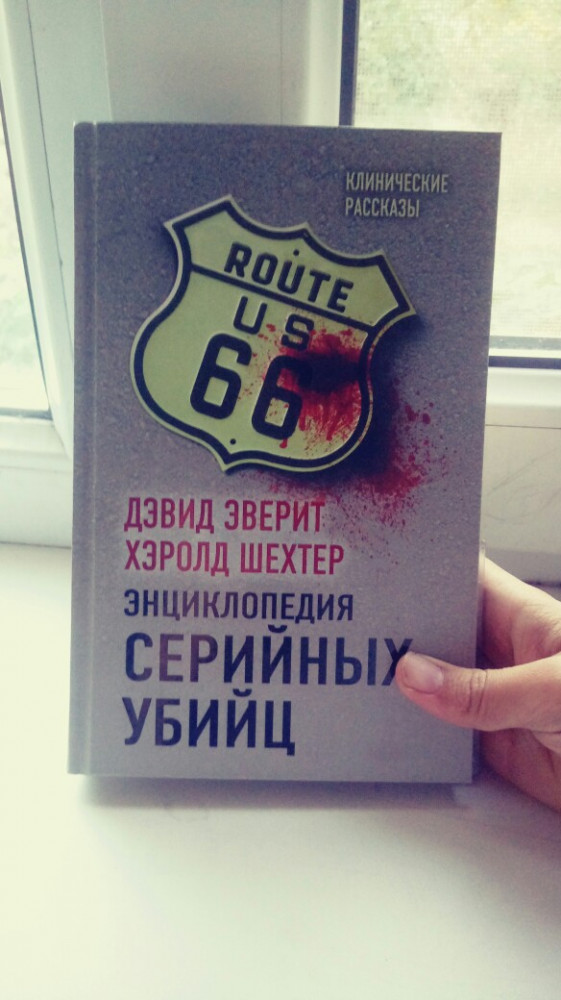 КЛИНИЧЕСКИЕ
РАССКАЗЫ
ROUTE
US
66
ДЭВИД ЭВЕРИТ
ХЭРОЛД ШЕХТЕР
ЭНЦИКЛОПЕДИЯ
СЕРИЙНЫХ
УБИЙЦ